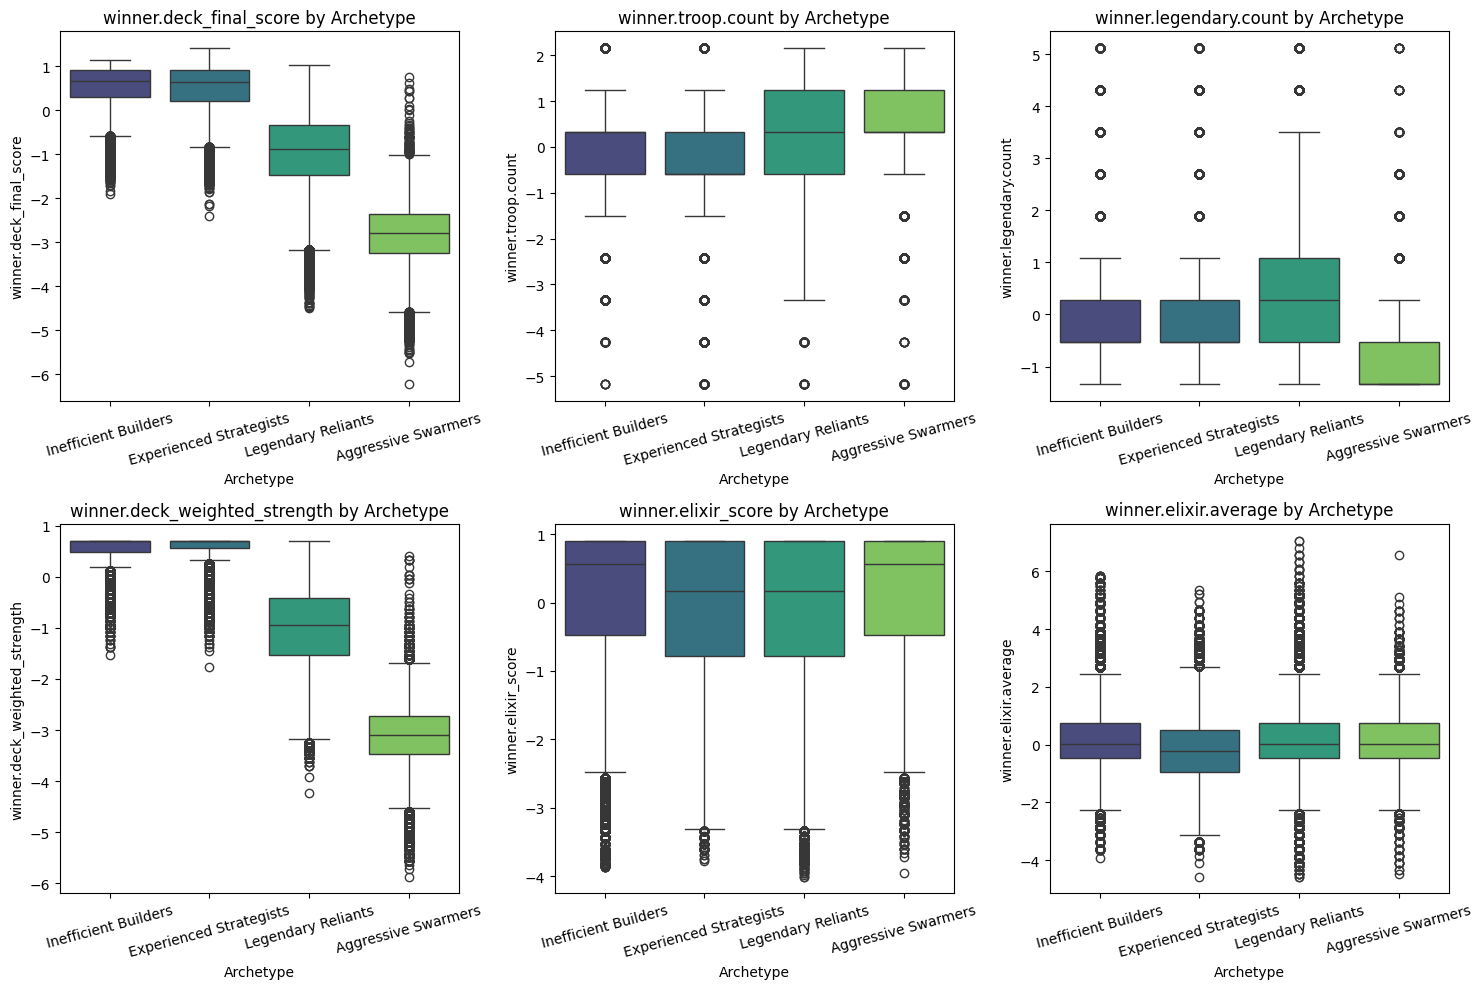 winner.deck_final_score by Archetype
winner.deck_final_score
1
0
−1
−2
−3
−4
−5
−6
Inefficient Builders
Experienced Strategists
Legendary Reliants
Aggressive Swarmers
Archetype
winner.troop.count by Archetype
winner.troop.count
2
1
0
−1
−2
−3
−4
−5
Inefficient Builders
Experienced Strategists
Legendary Reliants
Aggressive Swarmers
Archetype
winner.legendary.count by Archetype
winner.legendary.count
5
4
3
2
1
0
−1
Inefficient Builders
Experienced Strategists
Legendary Reliants
Aggressive Swarmers
Archetype
winner.deck_weighted_strength by Archetype
winner.deck_weighted_strength
1
0
−1
−2
−3
−4
−5
−6
Inefficient Builders
Experienced Strategists
Legendary Reliants
Aggressive Swarmers
Archetype
winner.elixir_score by Archetype
winner.elixir_score
1
0
−1
−2
−3
−4
Inefficient Builders
Experienced Strategists
Legendary Reliants
Aggressive Swarmers
Archetype
winner.elixir.average by Archetype
winner.elixir.average
6
4
2
0
−2
−4
Inefficient Builders
Experienced Strategists
Legendary Reliants
Aggressive Swarmers
Archetype